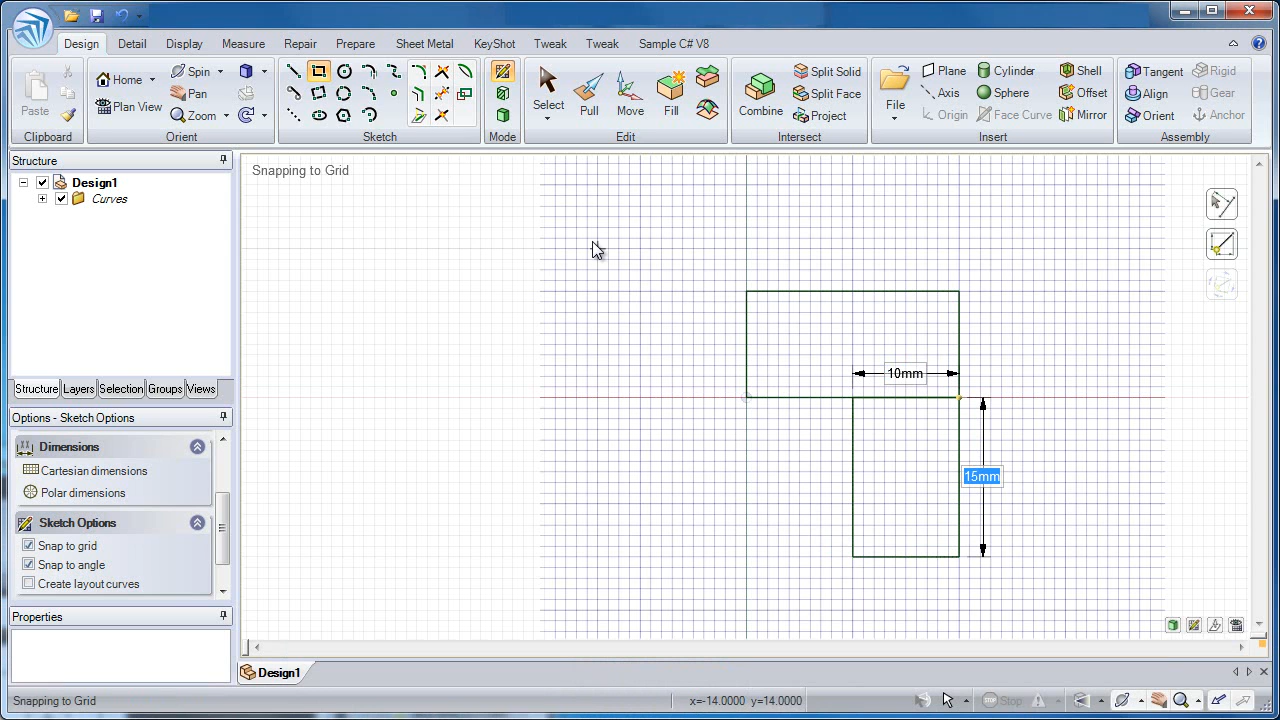 Design Detail Display Measure Repair Prepare Sheet Metal KeyShot Tweak Tweak Sample C# V8
Home Spin Split Solid Plane Cylinder Shell Tangent Rigid
Plan View Pan Split Face Axis Sphere Offset Align Gear
Paste Zoom Select Pull Move Fill Combine Project File Origin Face Curve Mirror Orient Anchor
Clipboard Orient Sketch Mode Edit Intersect Insert Assembly
Structure
Design1
Curves
Structure Layers Selection Groups Views
Options - Sketch Options
Dimensions
Cartesian dimensions
Polar dimensions
Sketch Options
Snap to grid
Snap to angle
Create layout curves
Properties
Snapping to Grid
10mm
15mm
Design1
Snapping to Grid x=-14.0000 y=14.0000 Stop